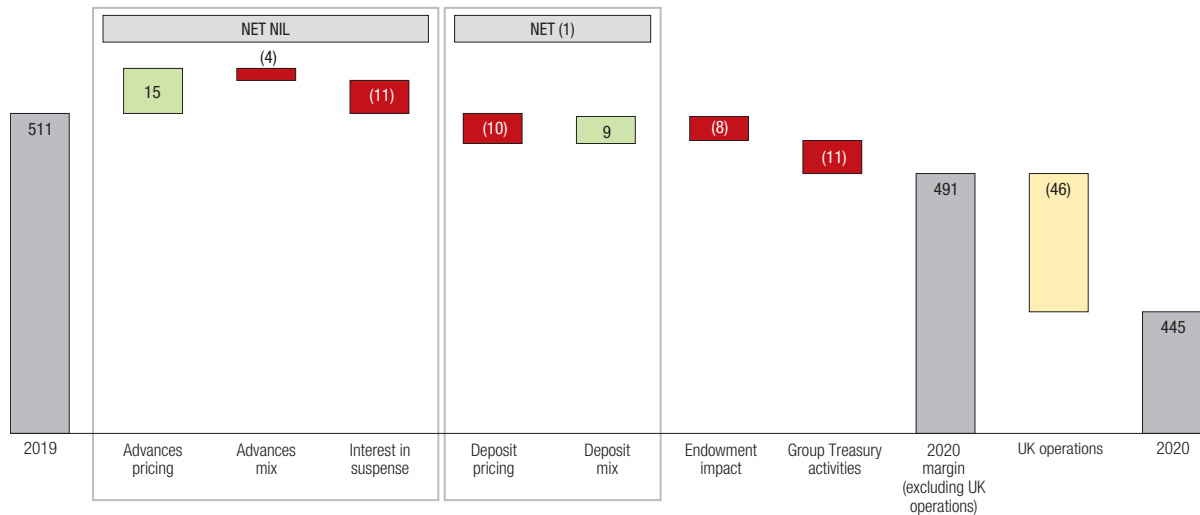 NET NIL
NET (1)
(4)
15
(11)
511
(10)
9
(8)
(11)
491
(46)
445
2019
Advances
pricing
Advances
mix
Interest in
suspense
Deposit
pricing
Deposit
mix
Endowment
impact
Group Treasury
activities
2020
margin
(excluding UK
operations)
UK operations
2020